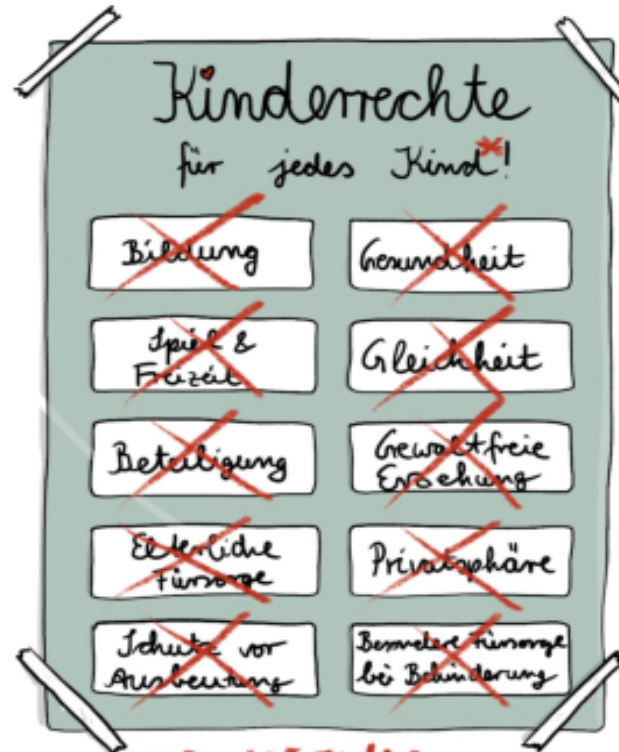 Kinderrechte
für jedes Kind*!
Bildung
Gesundheit
Spiel &
Freizeit
Gleichheit
Beteiligung
Gewaltfreie
Erziehung
Elterliche
Fürsorge
Privatsphäre
Schutz vor
Ausbeutung
Besondere Fürsorge
bei Behinderung